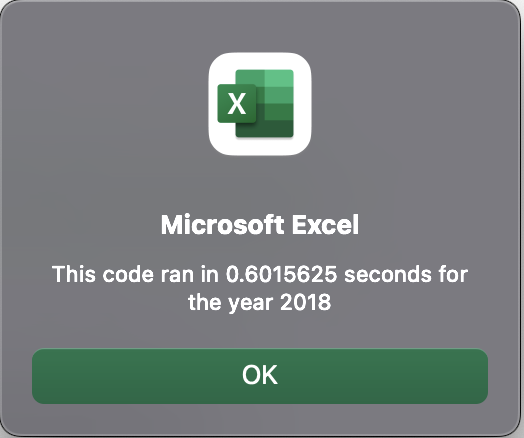 X
Microsoft Excel
This code ran in 0.6015625 seconds for
the year 2018
OK